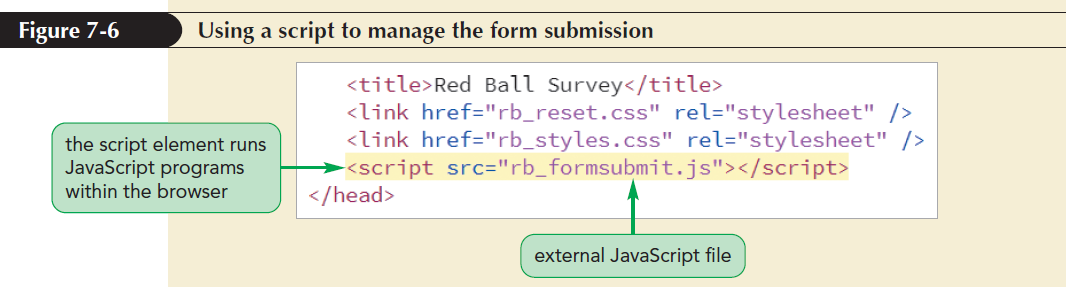 Figure 7-6
Using a script to manage the form submission
<title>Red Ball Survey</title>
<link href="rb_reset.css" rel="stylesheet" />
<link href="rb_styles.css" rel="stylesheet" />
<script src="rb_formsubmit.js"></script>
</head>
the script element runs
JavaScript programs
within the browser
external JavaScript file